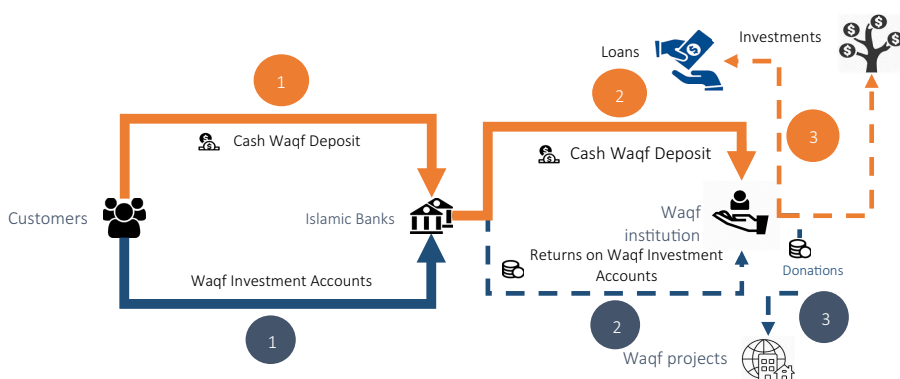 Investments
Loans
1
2
3
Cash Waqf Deposit
Cash Waqf Deposit
Customers
Islamic Banks
Waqf
institution
Returns on Waqf Investment
Accounts
Donations
Waqf Investment Accounts
1
2
3
Waqf projects